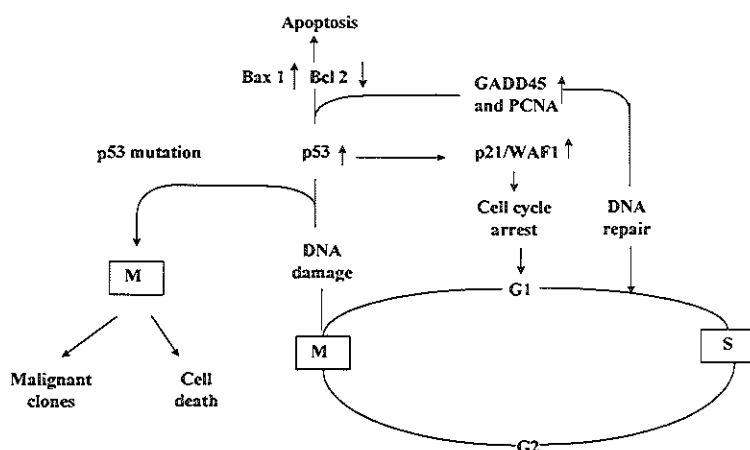 Apoptosis
Bax 1 ↑ Bcl 2 ↓
GADD45 ↑
and PCNA
p53 mutation
p53 ↑
p21/WAF1 ↑
Cell cycle
arrest
DNA
repair
DNA
damage
M
G1
M
S
Malignant
clones
Cell
death
G2